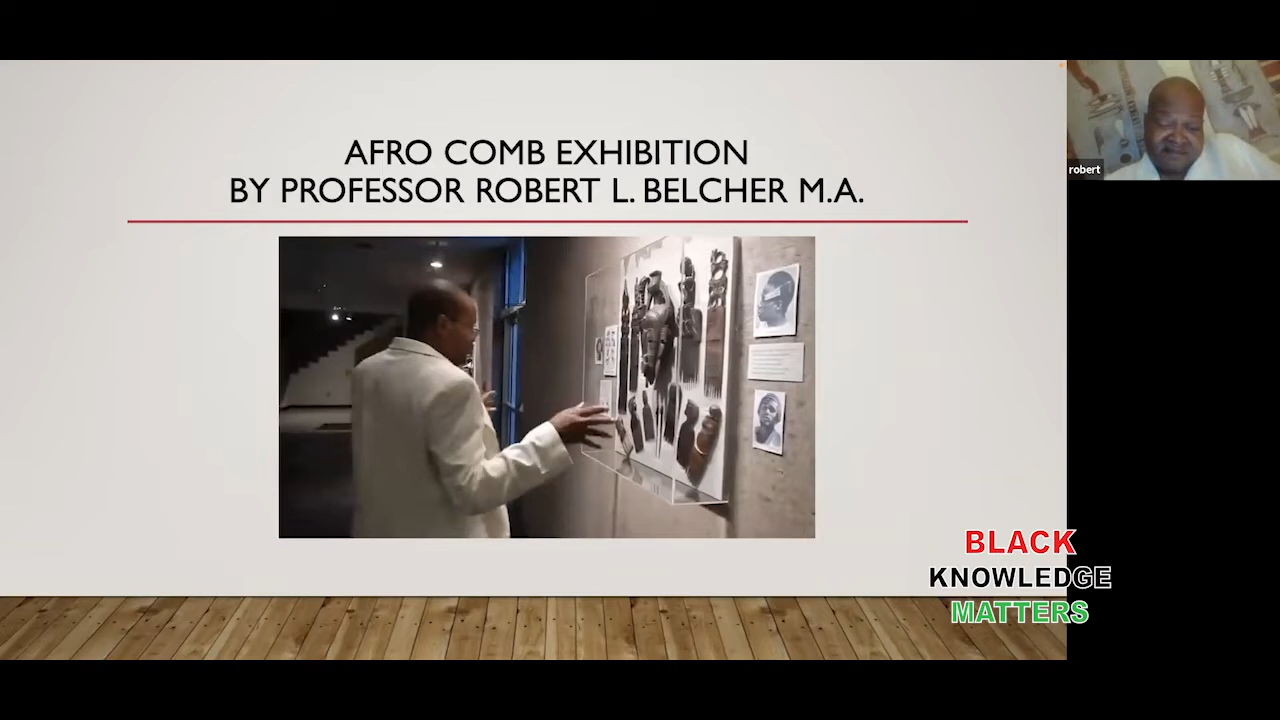 AFRO COMB EXHIBITION
BY PROFESSOR ROBERT L. BELCHER M.A.
robert
BLACK
KNOWLEDGE
MATTERS